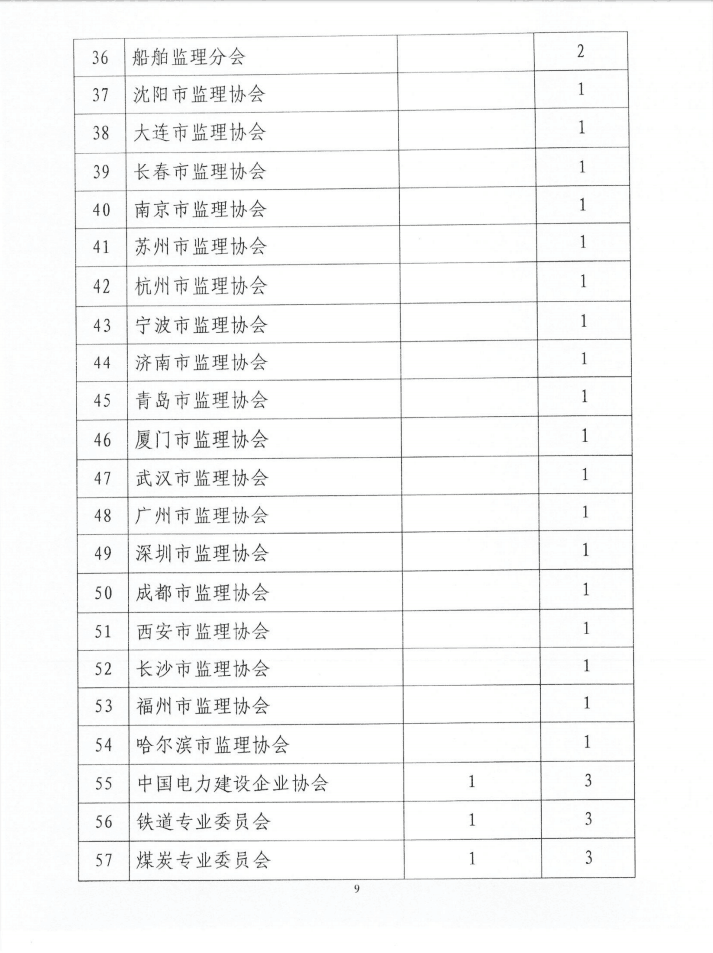 36 船舶监理分会 2
37 沈阳市监理协会 1
38 大连市监理协会 1
39 长春市监理协会 1
40 南京市监理协会 1
41 苏州市监理协会 1
42 杭州市监理协会 1
43 宁波市监理协会 1
44 济南市监理协会 1
45 青岛市监理协会 1
46 厦门市监理协会 1
47 武汉市监理协会 1
48 广州市监理协会 1
49 深圳市监理协会 1
50 成都市监理协会 1
51 西安市监理协会 1
52 长沙市监理协会 1
53 福州市监理协会 1
54 哈尔滨市监理协会 1
55 中国电力建设企业协会 1 3
56 铁道专业委员会 1 3
57 煤炭专业委员会 1 3
9